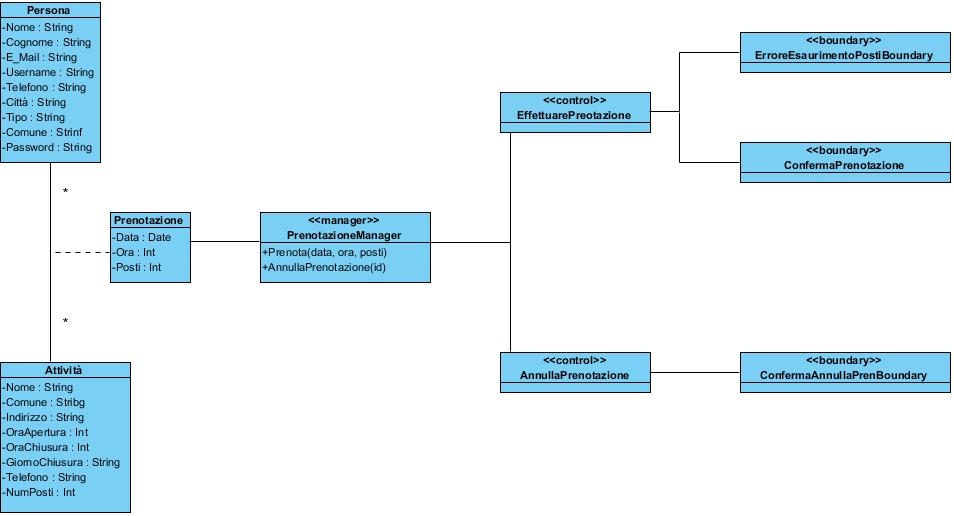 Persona
-Nome : String
-Cognome : String
-E_Mail : String
-Username : String
-Telefono : String
-Città : String
-Tipo : String
-Comune : Strinf
-Password : String
*
*
Prenotazione
-Data : Date
-Ora : Int
-Posti : Int
<<manager>>
PrenotazioneManager
+Prenota(data, ora, posti)
+AnnullaPrenotazione(id)
<<control>>
EffettuarePreotazione
<<boundary>>
ErroreEsaurimentoPostiBoundary
<<boundary>>
ConfermaPrenotazione
<<control>>
AnnullaPrenotazione
<<boundary>>
ConfermaAnnullaPrenBoundary
Attività
-Nome : String
-Comune : Stribg
-Indirizzo : String
-OraApertura : Int
-OraChiusura : Int
-GiornoChiusura : String
-Telefono : String
-NumPosti : Int